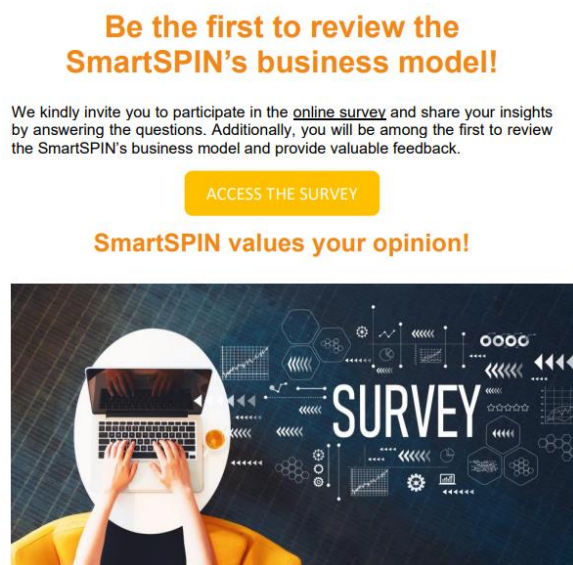 Be the first to review the
SmartSPIN’s business model!
We kindly invite you to participate in the online survey and share your insights
by answering the questions. Additionally, you will be among the first to review
the SmartSPIN’s business model and provide valuable feedback.
ACCESS THE SURVEY
SmartSPIN values your opinion!
SURVEY